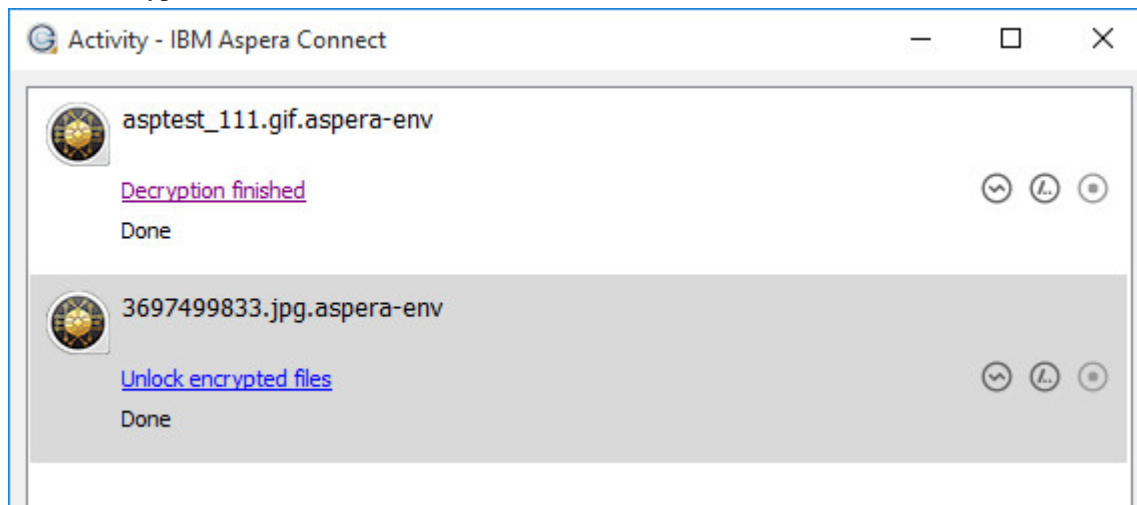 Activity - IBM Aspera Connect
asptest_111.gif.aspera-env
Decryption finished
Done
3697499833.jpg.aspera-env
Unlock encrypted files
Done